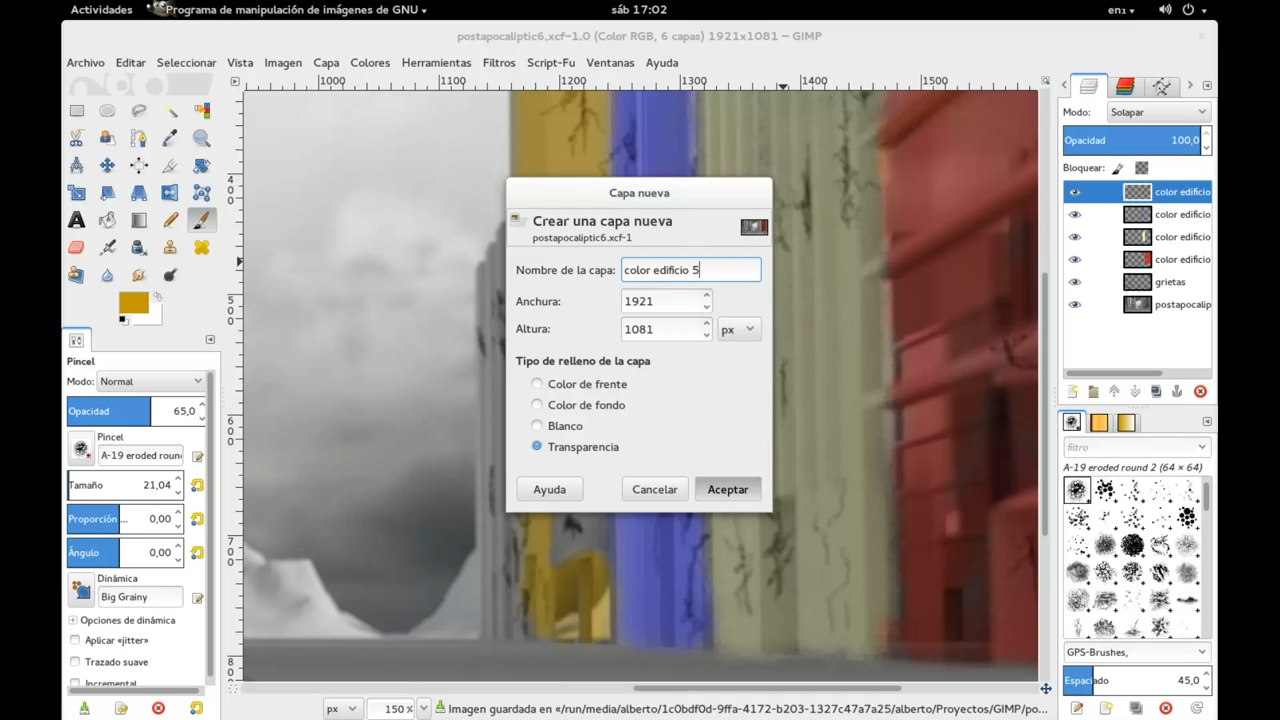 Actividades
Programa de manipulación de imágenes de GNU
sáb 17:02
en₁
postapocaliptic6.xcf-1.0 (Color RGB, 6 capas) 1921x1081 – GIMP
Archivo Editar Seleccionar Vista Imagen Capa Colores Herramientas Filtros Script-Fu Ventanas Ayuda
1000 1100 1200 1300 1400 1500
400
500
600
700
80
Capa nueva
Crear una capa nueva
postapocaliptic6.xcf-1
Nombre de la capa: color edificio 5
Anchura: 1921
Altura: 1081 px
Tipo de relleno de la capa
Color de frente
Color de fondo
Blanco
Transparencia
Ayuda Cancelar Aceptar
Pincel
Modo: Normal
Opacidad 65,0
Pincel
A-19 eroded roun
Tamaño 21,04
Proporción... 0,00
Ángulo 0,00
Dinámica
Big Grainy
Opciones de dinámica
Aplicar «jitter»
Trazado suave
Incremental
Modo: Solapar
Opacidad 100,0
Bloquear:
color edificio
color edificio
color edificio
color edificio
grietas
postapocalip
filtro
A-19 eroded round 2 (64 × 64)
GPS-Brushes,
Espaciado 45,0
px 150 % Imagen guardada en «/run/media/alberto/1c0bdf0d-9ffa-4172-b203-1327c47a7a25/alberto/Proyectos/GIMP/po...